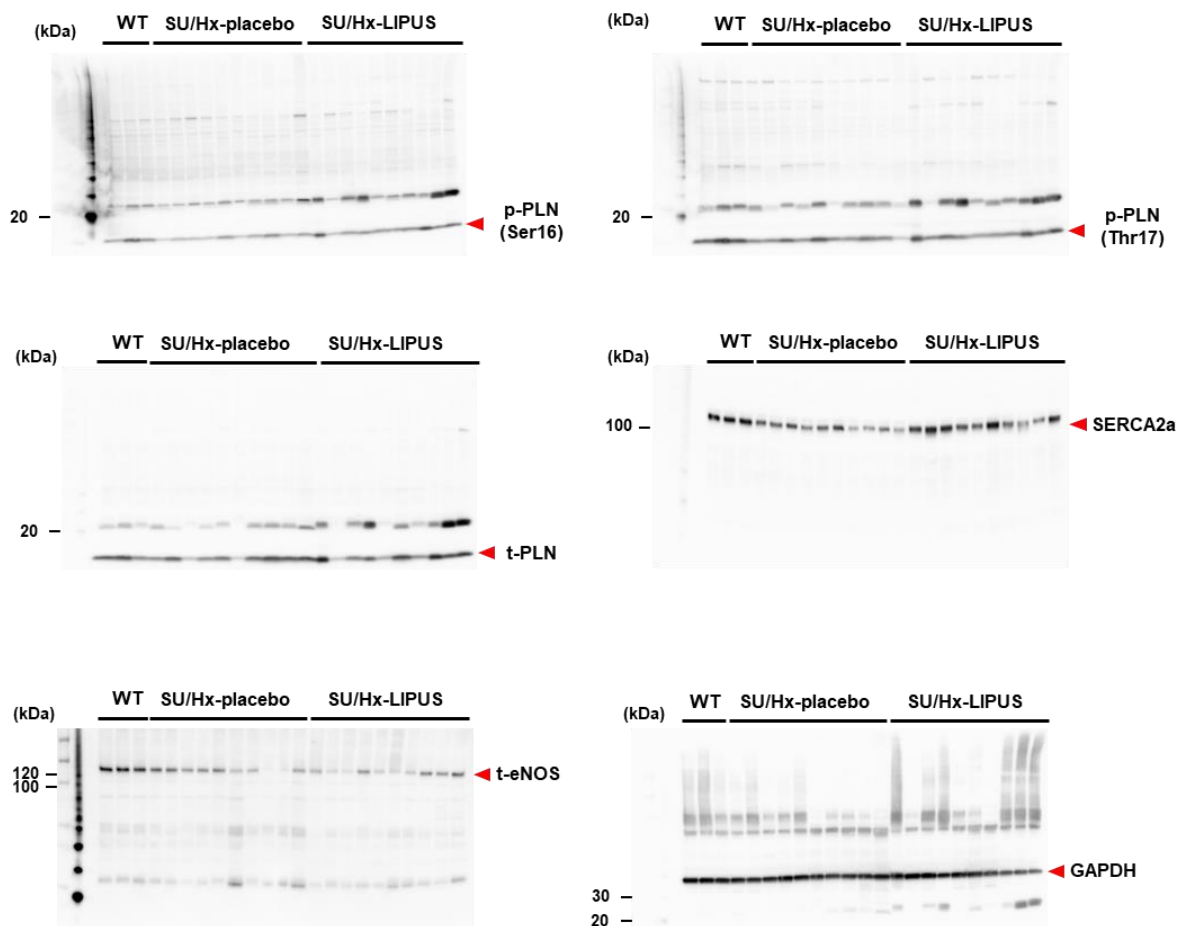 WT SU/Hx-placebo SU/Hx-LIPUS
(kDa)
20
p-PLN
(Ser16)
WT SU/Hx-placebo SU/Hx-LIPUS
(kDa)
20
p-PLN
(Thr17)
WT SU/Hx-placebo SU/Hx-LIPUS
(kDa)
20
t-PLN
WT SU/Hx-placebo SU/Hx-LIPUS
(kDa)
100
SERCA2a
WT SU/Hx-placebo SU/Hx-LIPUS
(kDa)
120
100
t-eNOS
WT SU/Hx-placebo SU/Hx-LIPUS
(kDa)
GAPDH
30
20